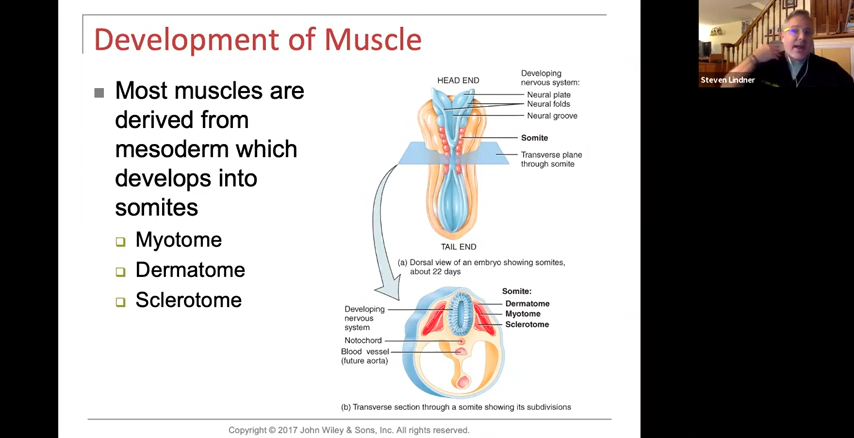 Development of Muscle
Most muscles are
derived from
mesoderm which
develops into
somites
Myotome
Dermatome
Sclerotome
HEAD END
Developing
nervous system:
Neural plate
Neural folds
Neural groove
Somite
Transverse plane
through somite
TAIL END
(a) Dorsal view of an embryo showing somites,
about 22 days
Somite:
Dermatome
Myotome
Sclerotome
Developing
nervous
system
Notochord
Blood vessel
(future aorta)
(b) Transverse section through a somite showing its subdivisions
Copyright © 2017 John Wiley & Sons, Inc. All rights reserved.
Steven Lindner